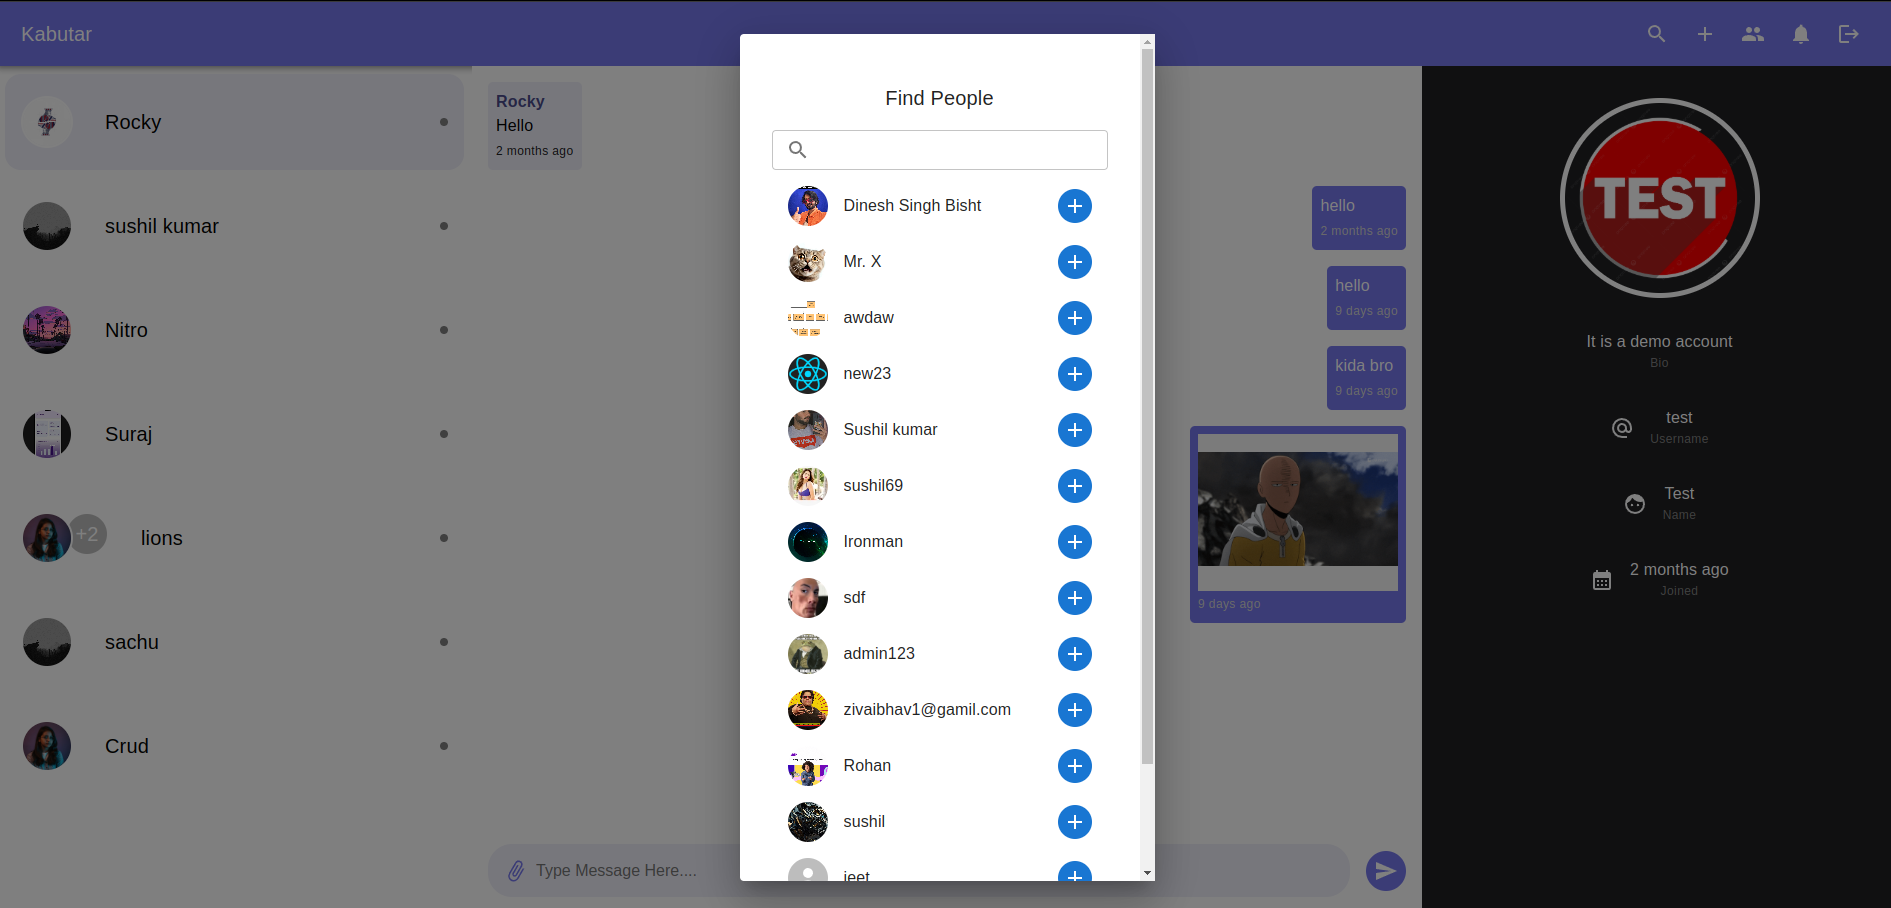 Kabutar
Rocky
sushil kumar
Nitro
Suraj
+2
lions
sachu
Crud
Rocky
Hello
2 months ago
hello
2 months ago
hello
9 days ago
kida bro
9 days ago
9 days ago
Type Message Here....
Find People
Dinesh Singh Bisht
Mr. X
awdaw
new23
Sushil kumar
sushil69
Ironman
sdf
admin123
zivaibhav1@gamil.com
Rohan
sushil
jeet
TEST
It is a demo account
Bio
test
Username
Test
Name
2 months ago
Joined